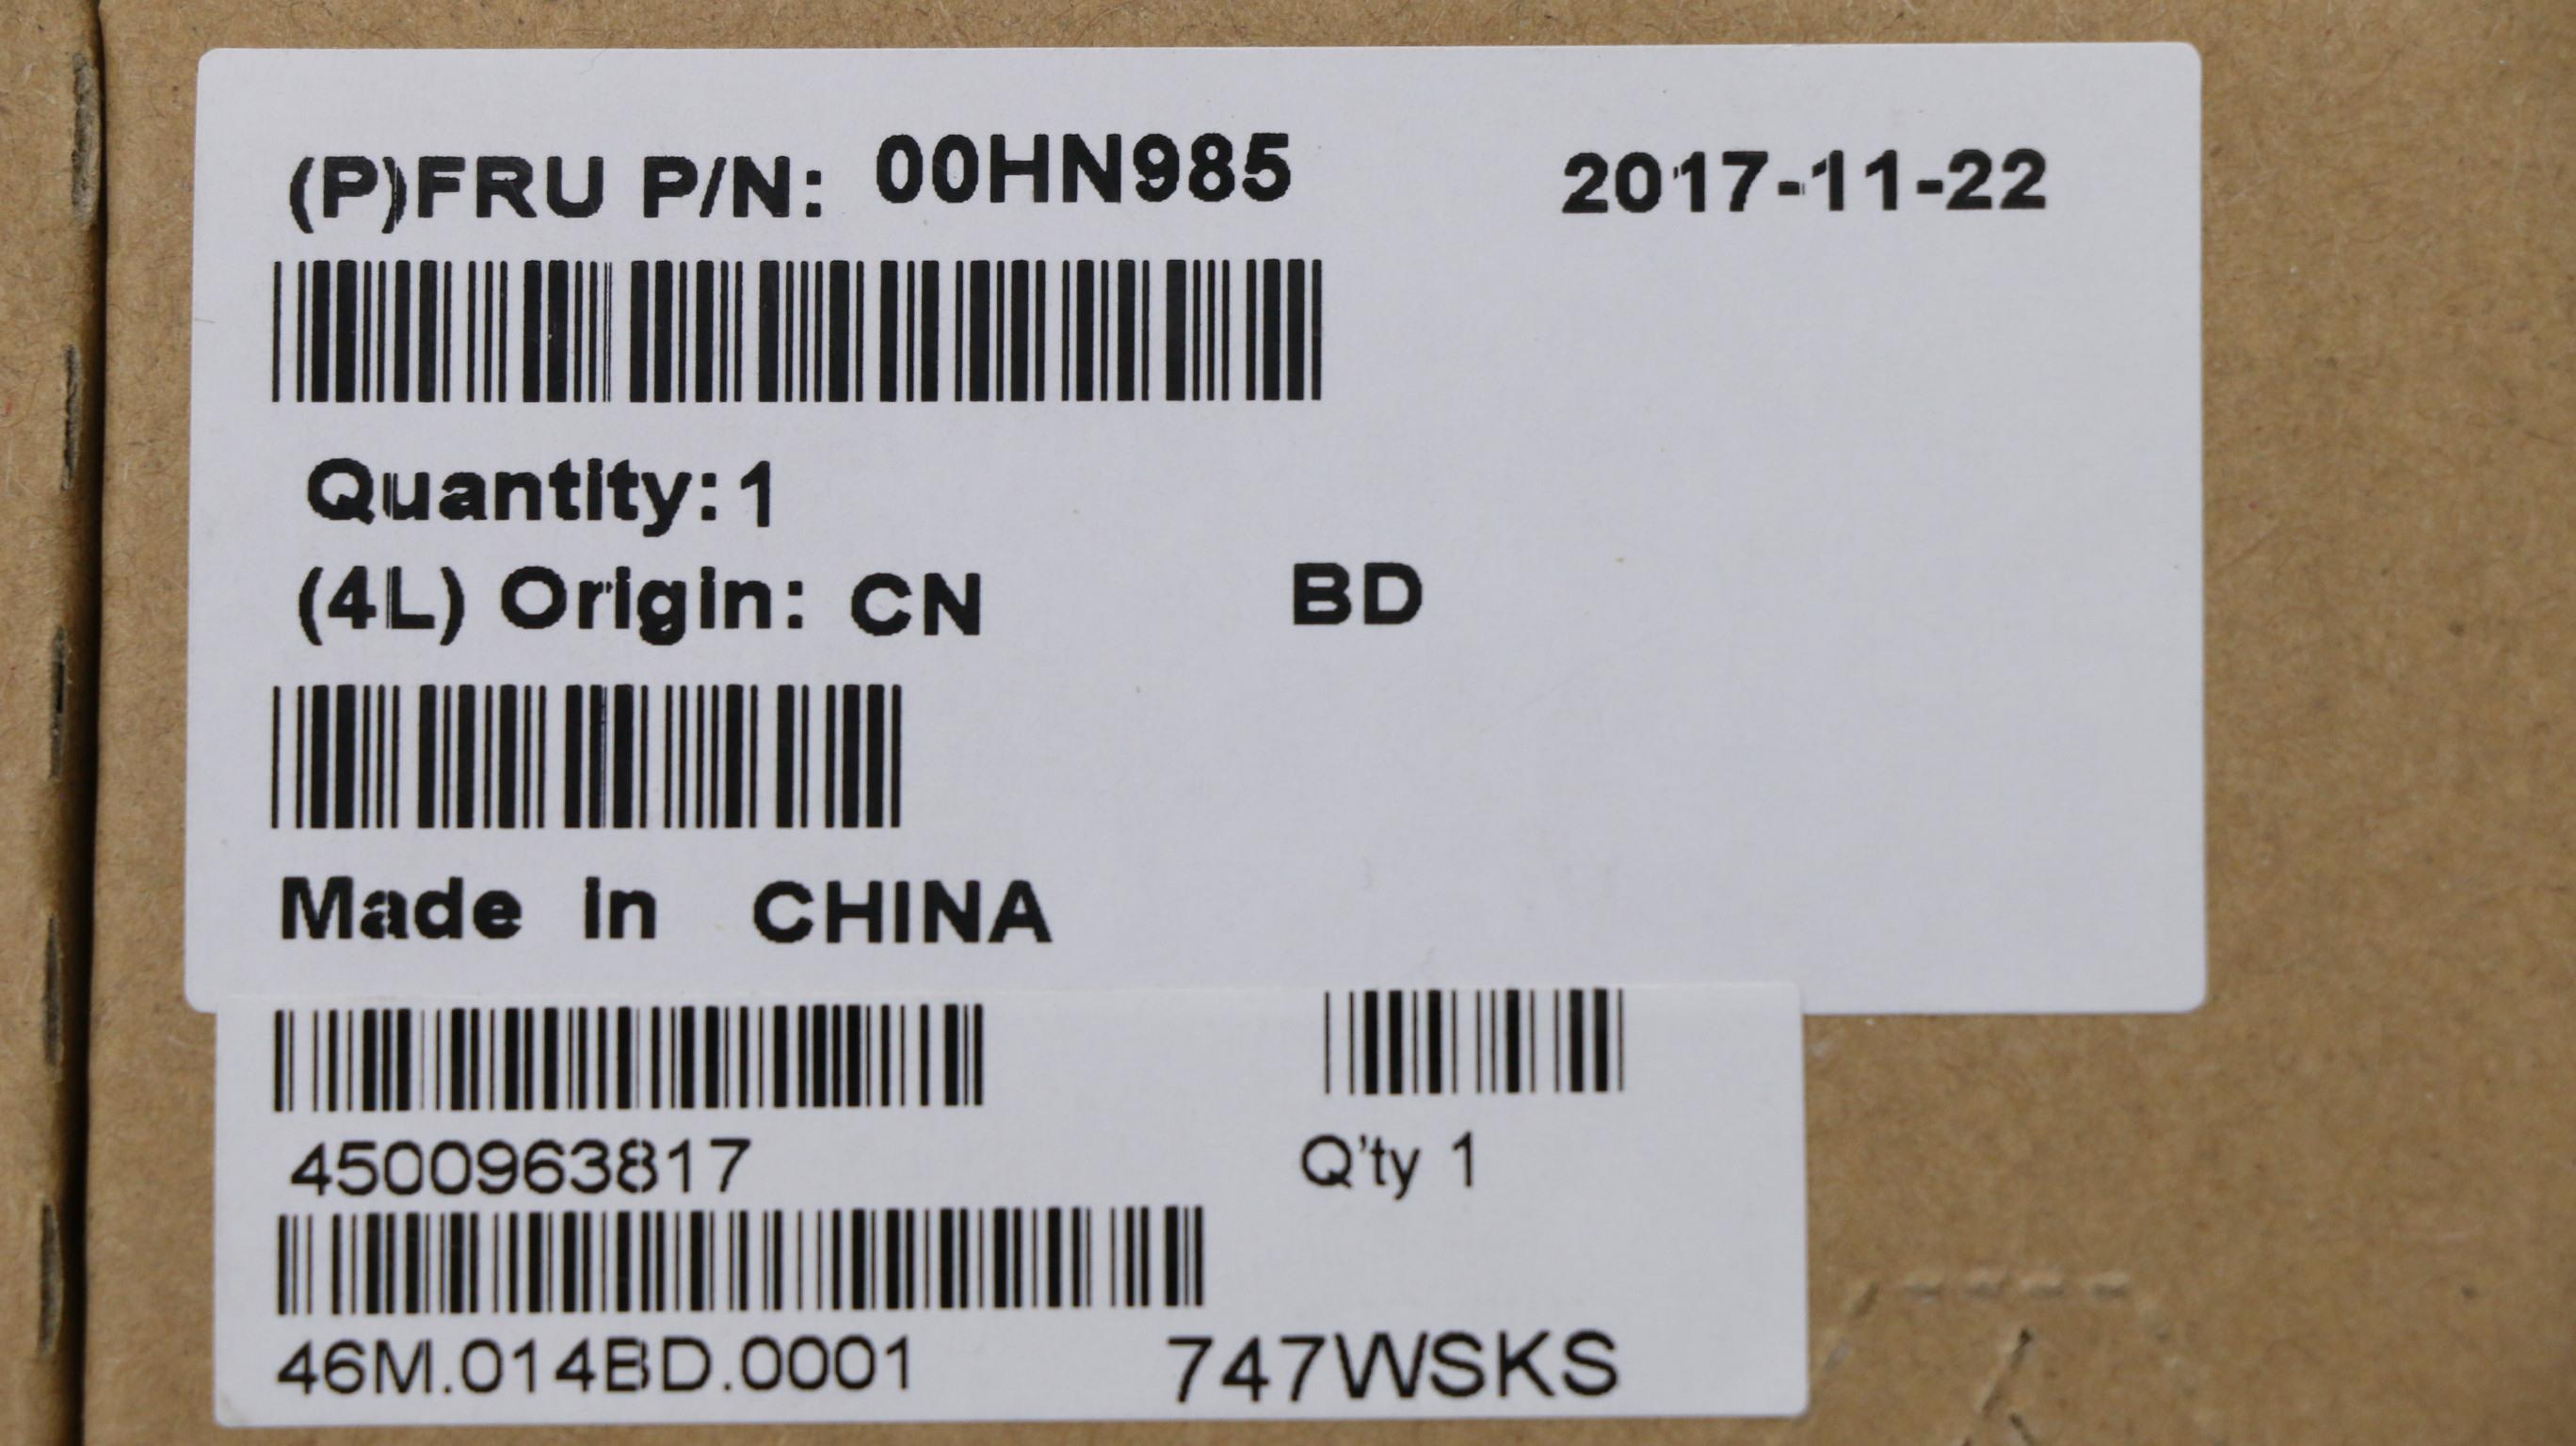 (P)FRU P/N: 00HN985 2017-11-22
Quantity: 1
(4L) Origin: CN BD
Made in CHINA
4500963817 Q'ty 1
46M.014BD.0001 747WSKS